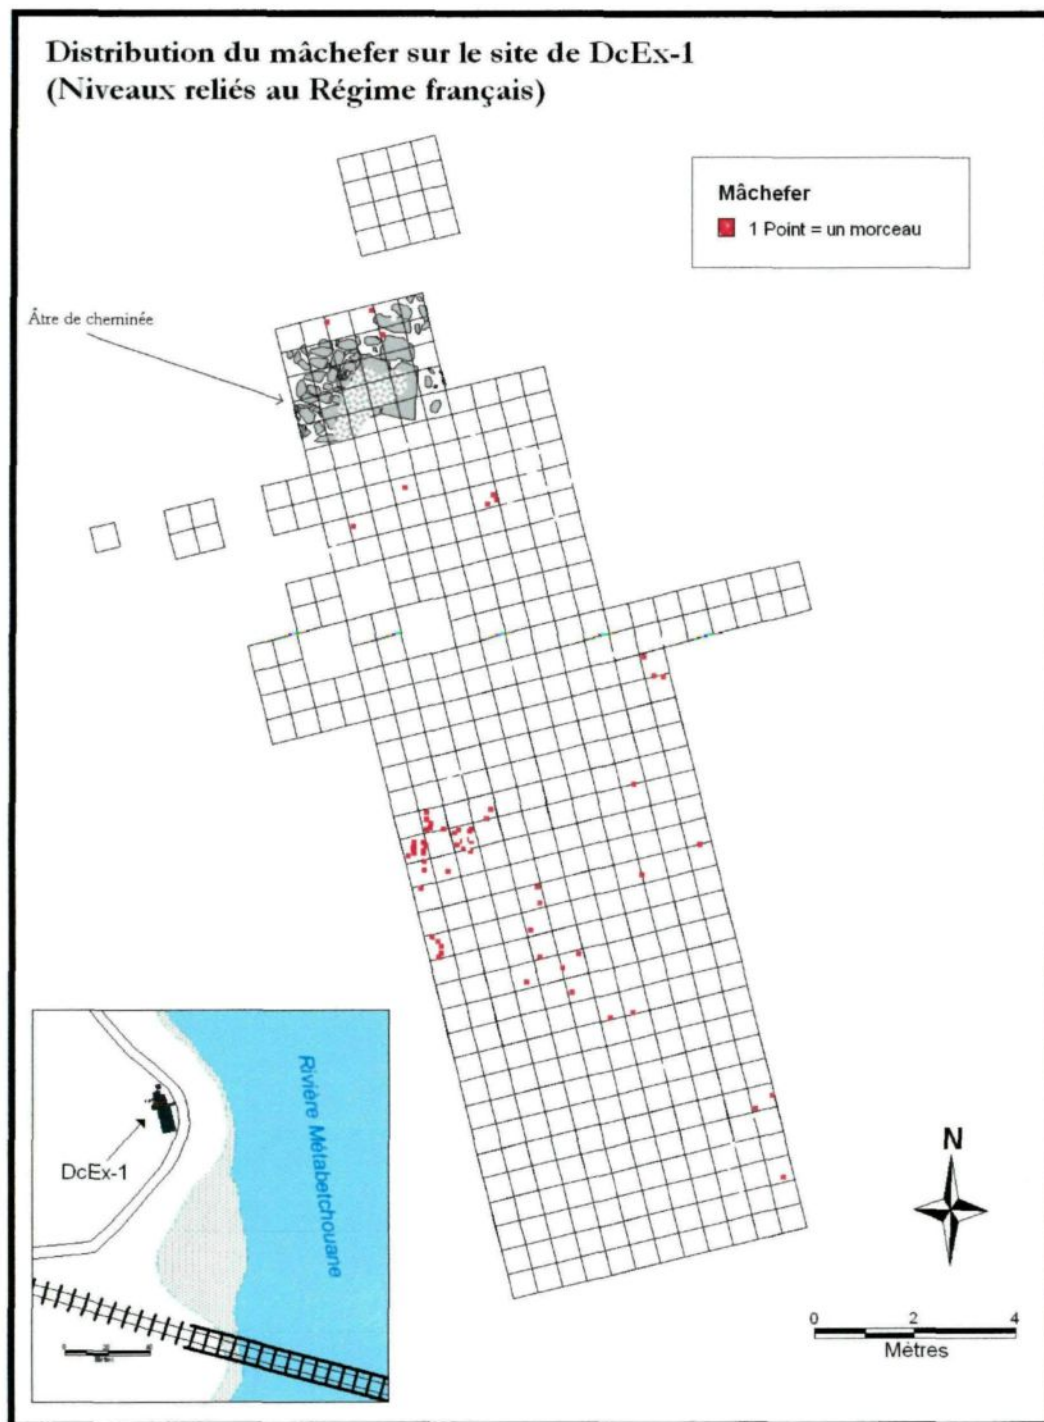 Distribution du mâchefer sur le site de DcEx-1
(Niveaux reliés au Régime français)
Mâchefer
1 Point = un morceau
Âtre de cheminée
Rivière Métabetchouane
DcEx-1
N
0 2 4
Mètres